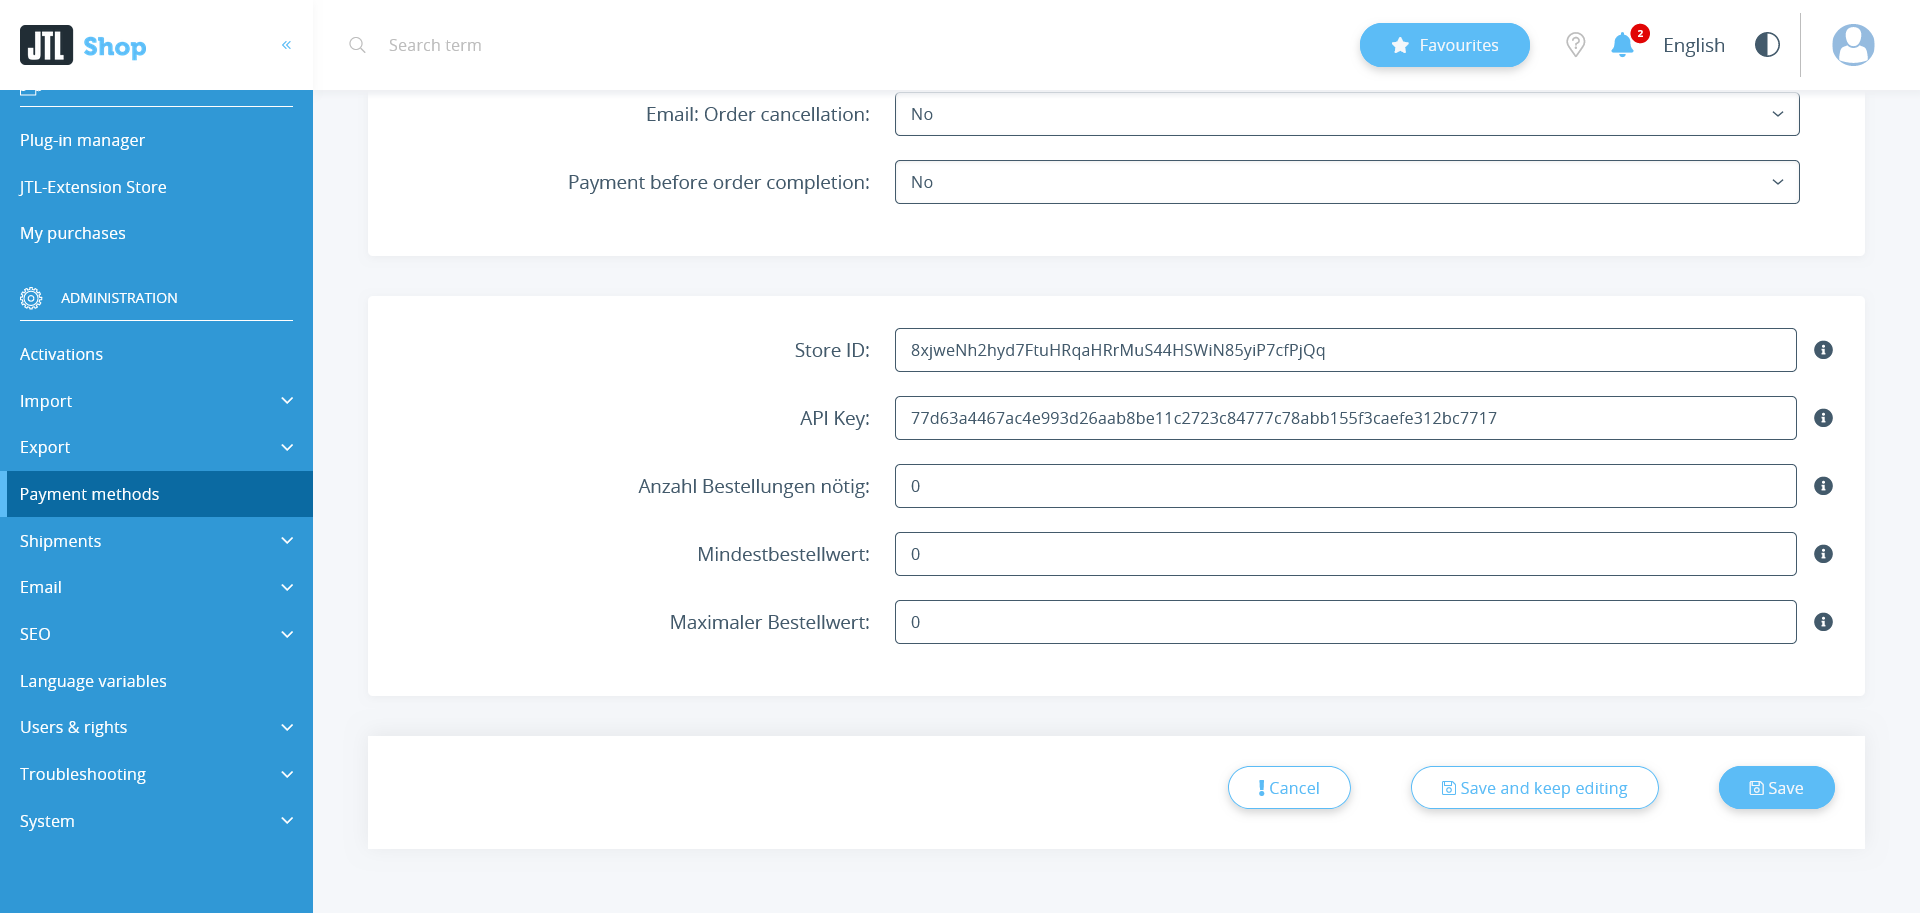 JTL Shop
«
Search term
Favourites
2
English
Plug-in manager
JTL-Extension Store
My purchases
ADMINISTRATION
Activations
Import
Export
Payment methods
Shipments
Email
SEO
Language variables
Users & rights
Troubleshooting
System
Email: Order cancellation: No
Payment before order completion: No
Store ID: 8xjweNh2hyd7FtuHRqaHRrMuS44HSWiN85yiP7cfPjQq
API Key: 77d63a4467ac4e993d26aab8be11c2723c84777c78abb155f3caefe312bc7717
Anzahl Bestellungen nötig: 0
Mindestbestellwert: 0
Maximaler Bestellwert: 0
Cancel
Save and keep editing
Save